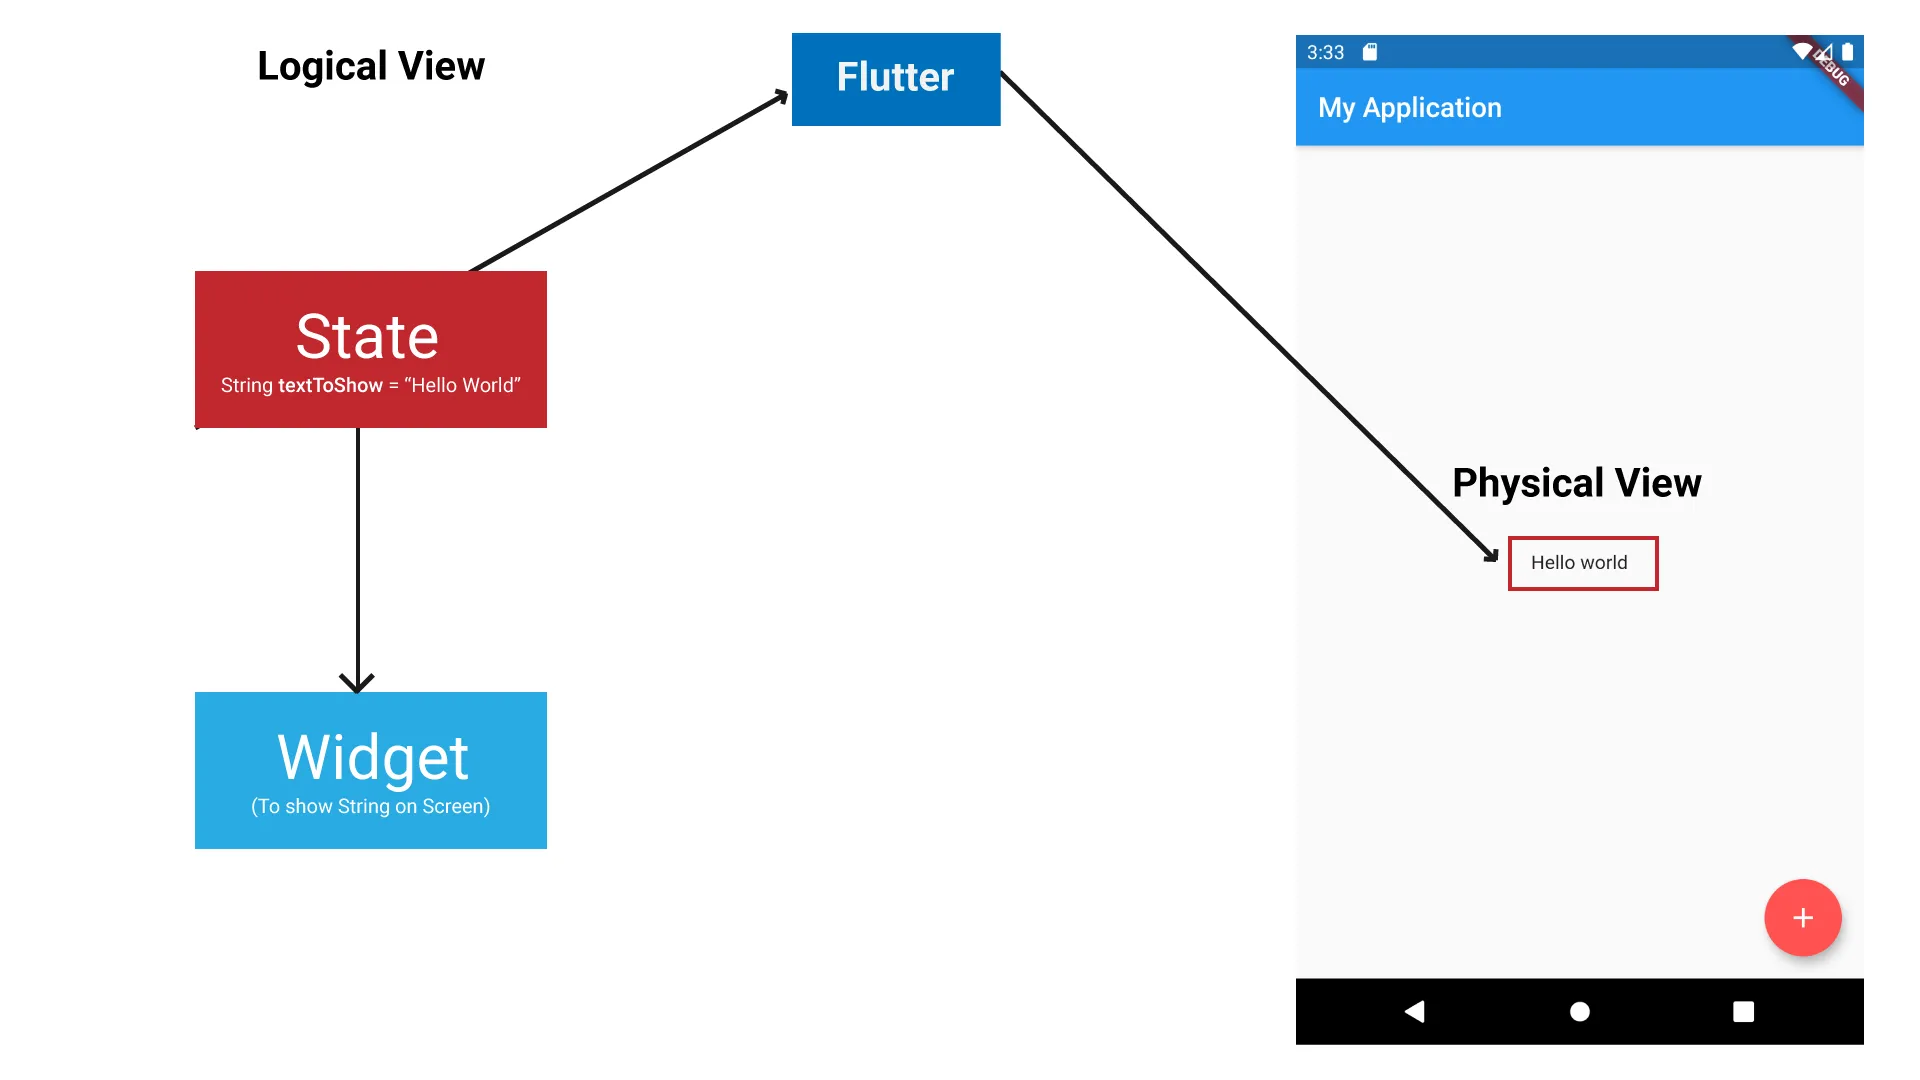 Logical View
Flutter
State
String textToShow = “Hello World”
Widget
(To show String on Screen)
3:33
DEBUG
My Application
Physical View
Hello world